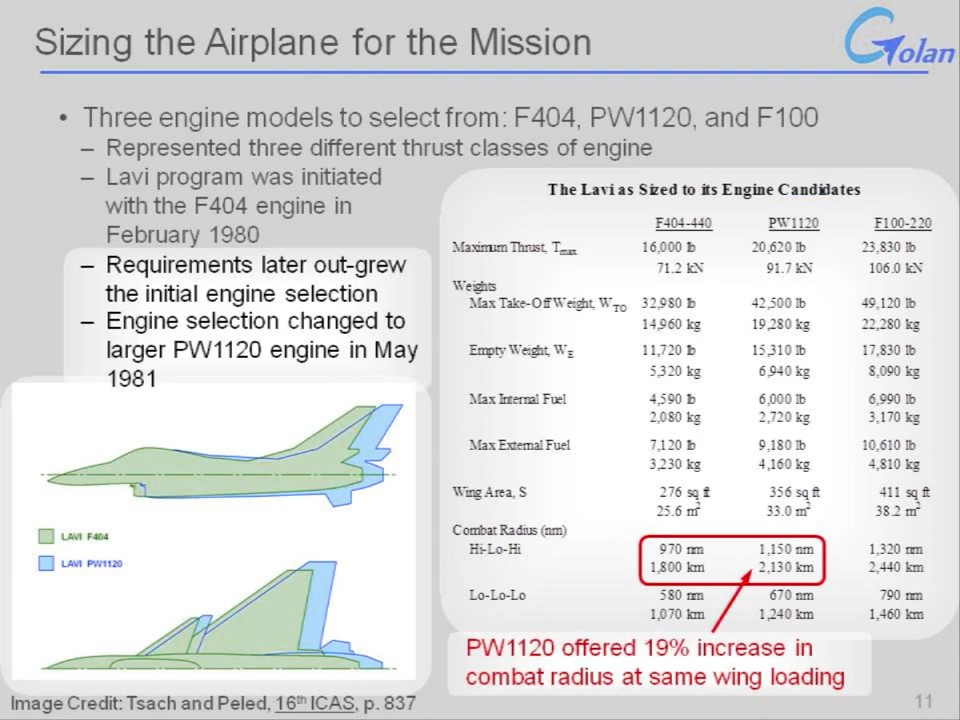 Sizing the Airplane for the Mission
Golan
• Three engine models to select from: F404, PW1120, and F100
– Represented three different thrust classes of engine
– Lavi program was initiated
with the F404 engine in
February 1980
– Requirements later out-grew
the initial engine selection
– Engine selection changed to
larger PW1120 engine in May
1981
The Lavi as Sized to its Engine Candidates
F404-440 PW1120 F100-220
Maximum Thrust, Tmax 16,000 lb 20,620 lb 23,830 lb
71.2 kN 91.7 kN 106.0 kN
Weights
Max Take-Off Weight, WTO 32,980 lb 42,500 lb 49,120 lb
14,960 kg 19,280 kg 22,280 kg
Empty Weight, WE 11,720 lb 15,310 lb 17,830 lb
5,320 kg 6,940 kg 8,090 kg
Max Internal Fuel 4,590 lb 6,000 lb 6,990 lb
2,080 kg 2,720 kg 3,170 kg
Max External Fuel 7,120 lb 9,180 lb 10,610 lb
3,230 kg 4,160 kg 4,810 kg
Wing Area, S 276 sq ft 356 sq ft 411 sq ft
25.6 m² 33.0 m² 38.2 m²
Combat Radius (nm)
Hi-Lo-Hi 970 nm 1,150 nm 1,320 nm
1,800 km 2,130 km 2,440 km
Lo-Lo-Lo 580 nm 670 nm 790 nm
1,070 km 1,240 km 1,460 km
PW1120 offered 19% increase in
combat radius at same wing loading
LAVI F404
LAVI PW1120
Image Credit: Tsach and Peled, 16th ICAS, p. 837
11